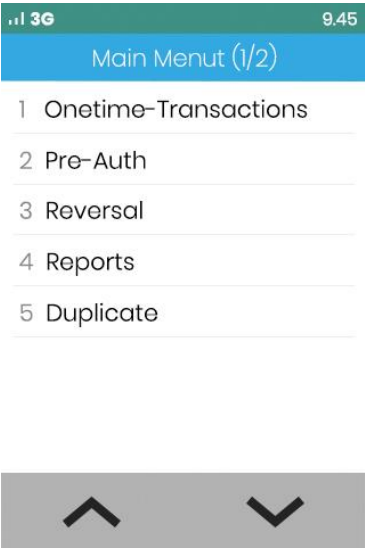 3G 9.45
Main Menut (1/2)
1 Onetime-Transactions
2 Pre-Auth
3 Reversal
4 Reports
5 Duplicate